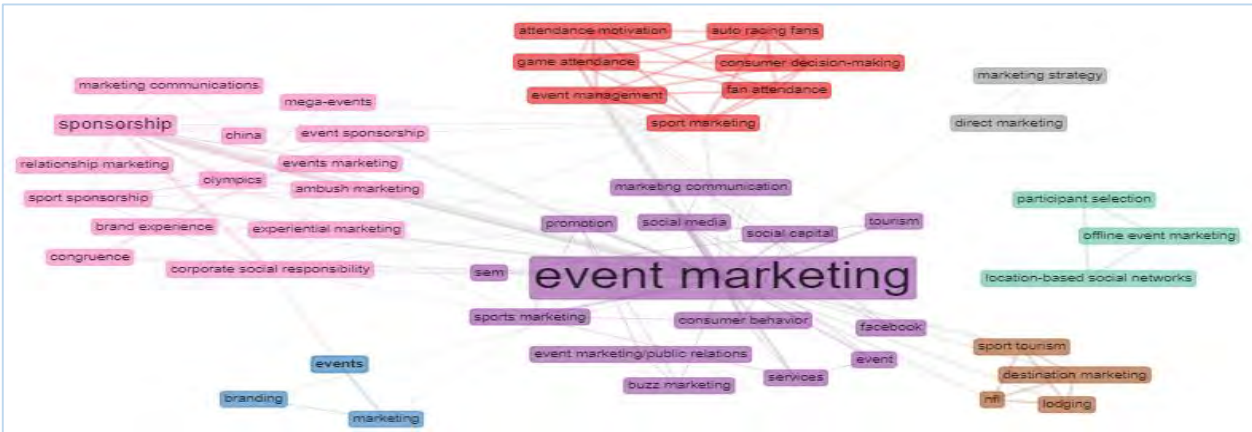 attendance motivation
auto racing fans
game attendance
consumer decision-making
event management
fan attendance
sport marketing
marketing strategy
direct marketing
marketing communications
mega-events
sponsorship
china
event sponsorship
relationship marketing
events marketing
olympics
sport sponsorship
ambush marketing
brand experience
experiential marketing
congruence
corporate social responsibility
marketing communication
promotion
social media
social capital
tourism
sem
event marketing
sports marketing
consumer behavior
facebook
event marketing/public relations
event
buzz marketing
services
participant selection
offline event marketing
location-based social networks
sport tourism
destination marketing
nfl
lodging
events
branding
marketing